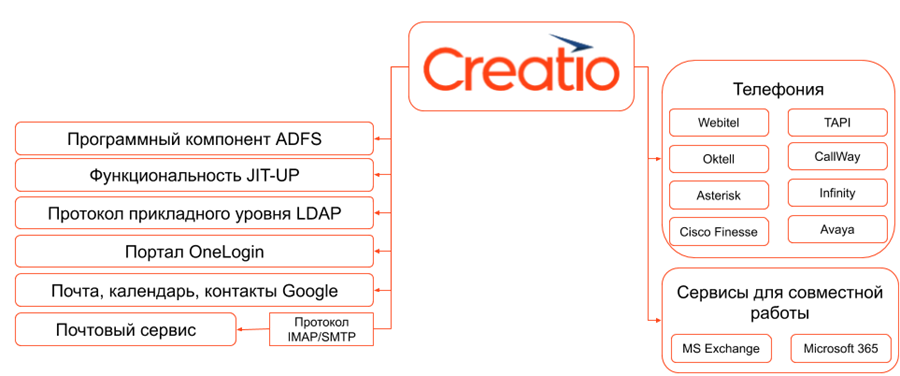 Creatio
Программный компонент ADFS
Функциональность JIT-UP
Протокол прикладного уровня LDAP
Портал OneLogin
Почта, календарь, контакты Google
Почтовый сервис
Протокол
IMAP/SMTP
Телефония
Webitel
TAPI
Oktell
CallWay
Asterisk
Infinity
Cisco Finesse
Avaya
Сервисы для совместной
работы
MS Exchange
Microsoft 365